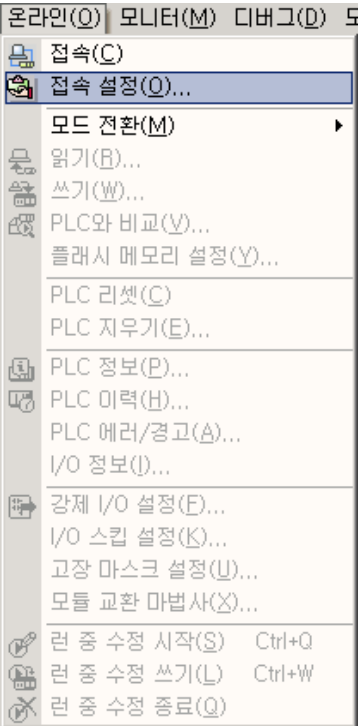 온라인(O) 모니터(M) 디버그(D)
접속(C)
접속 설정(O)...
모드 전환(M)
읽기(R)...
쓰기(W)...
PLC와 비교(V)...
플래시 메모리 설정(Y)...
PLC 리셋(C)
PLC 지우기(E)...
PLC 정보(P)...
PLC 이력(H)...
PLC 에러/경고(A)...
I/O 정보(I)...
강제 I/O 설정(F)...
I/O 스킵 설정(K)...
고장 마스크 설정(U)...
모듈 교환 마법사(X)...
런 중 수정 시작(S) Ctrl+Q
런 중 수정 쓰기(L) Ctrl+W
런 중 수정 종료(Q)